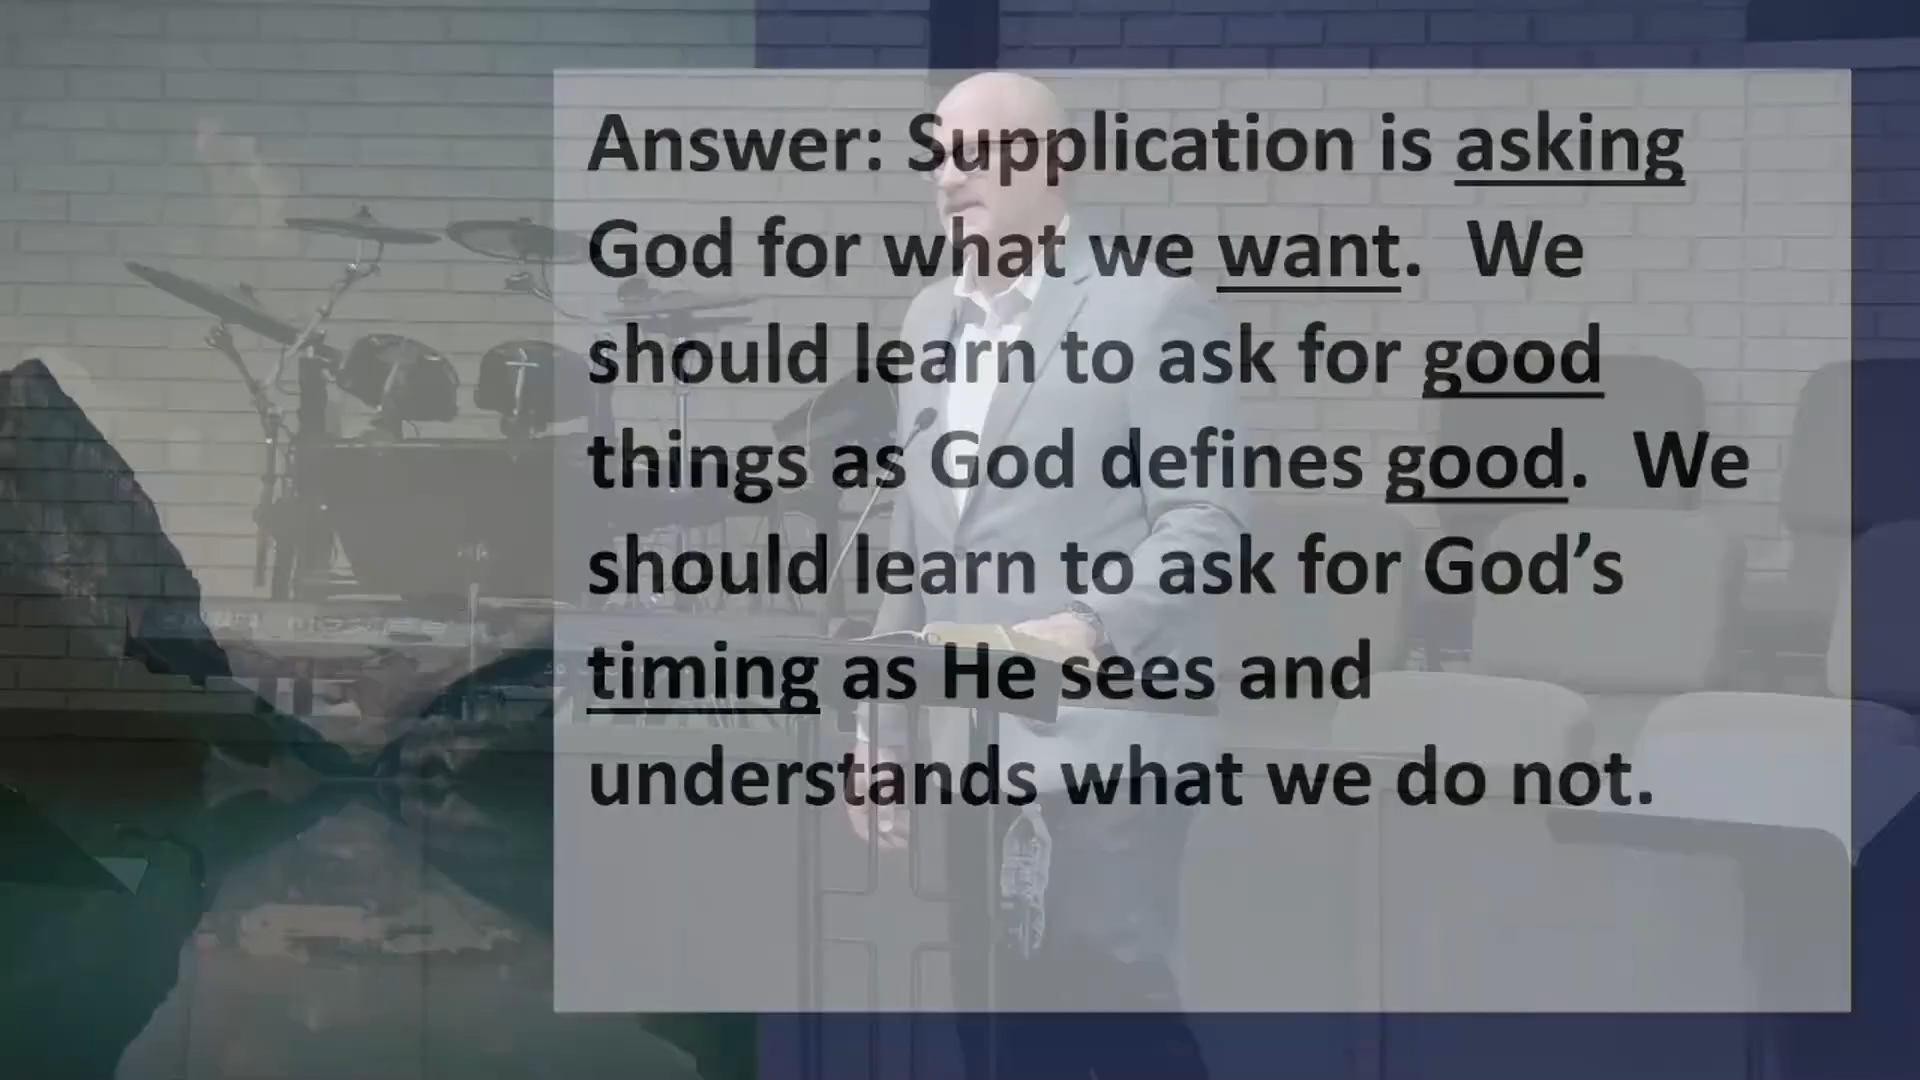 Answer: Supplication is asking
God for what we want. We
should learn to ask for good
things as God defines good. We
should learn to ask for God’s
timing as He sees and
understands what we do not.